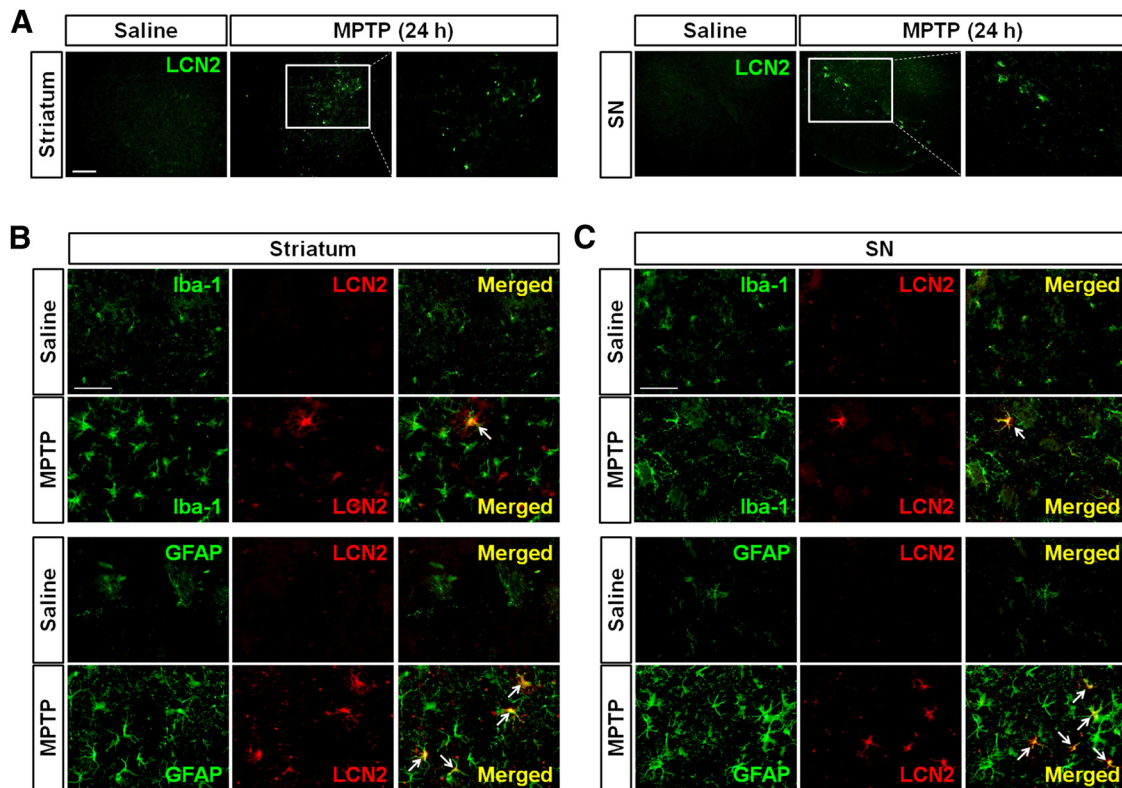 A
Saline
MPTP (24 h)
Striatum
LCN2
Saline
MPTP (24 h)
SN
LCN2
B
Striatum
Saline
Iba-1
LCN2
Merged
MPTP
Iba-1
LCN2
Merged
Saline
GFAP
LCN2
Merged
MPTP
GFAP
LCN2
Merged
C
SN
Saline
Iba-1
LCN2
Merged
MPTP
Iba-1
LCN2
Merged
Saline
GFAP
LCN2
Merged
MPTP
GFAP
LCN2
Merged